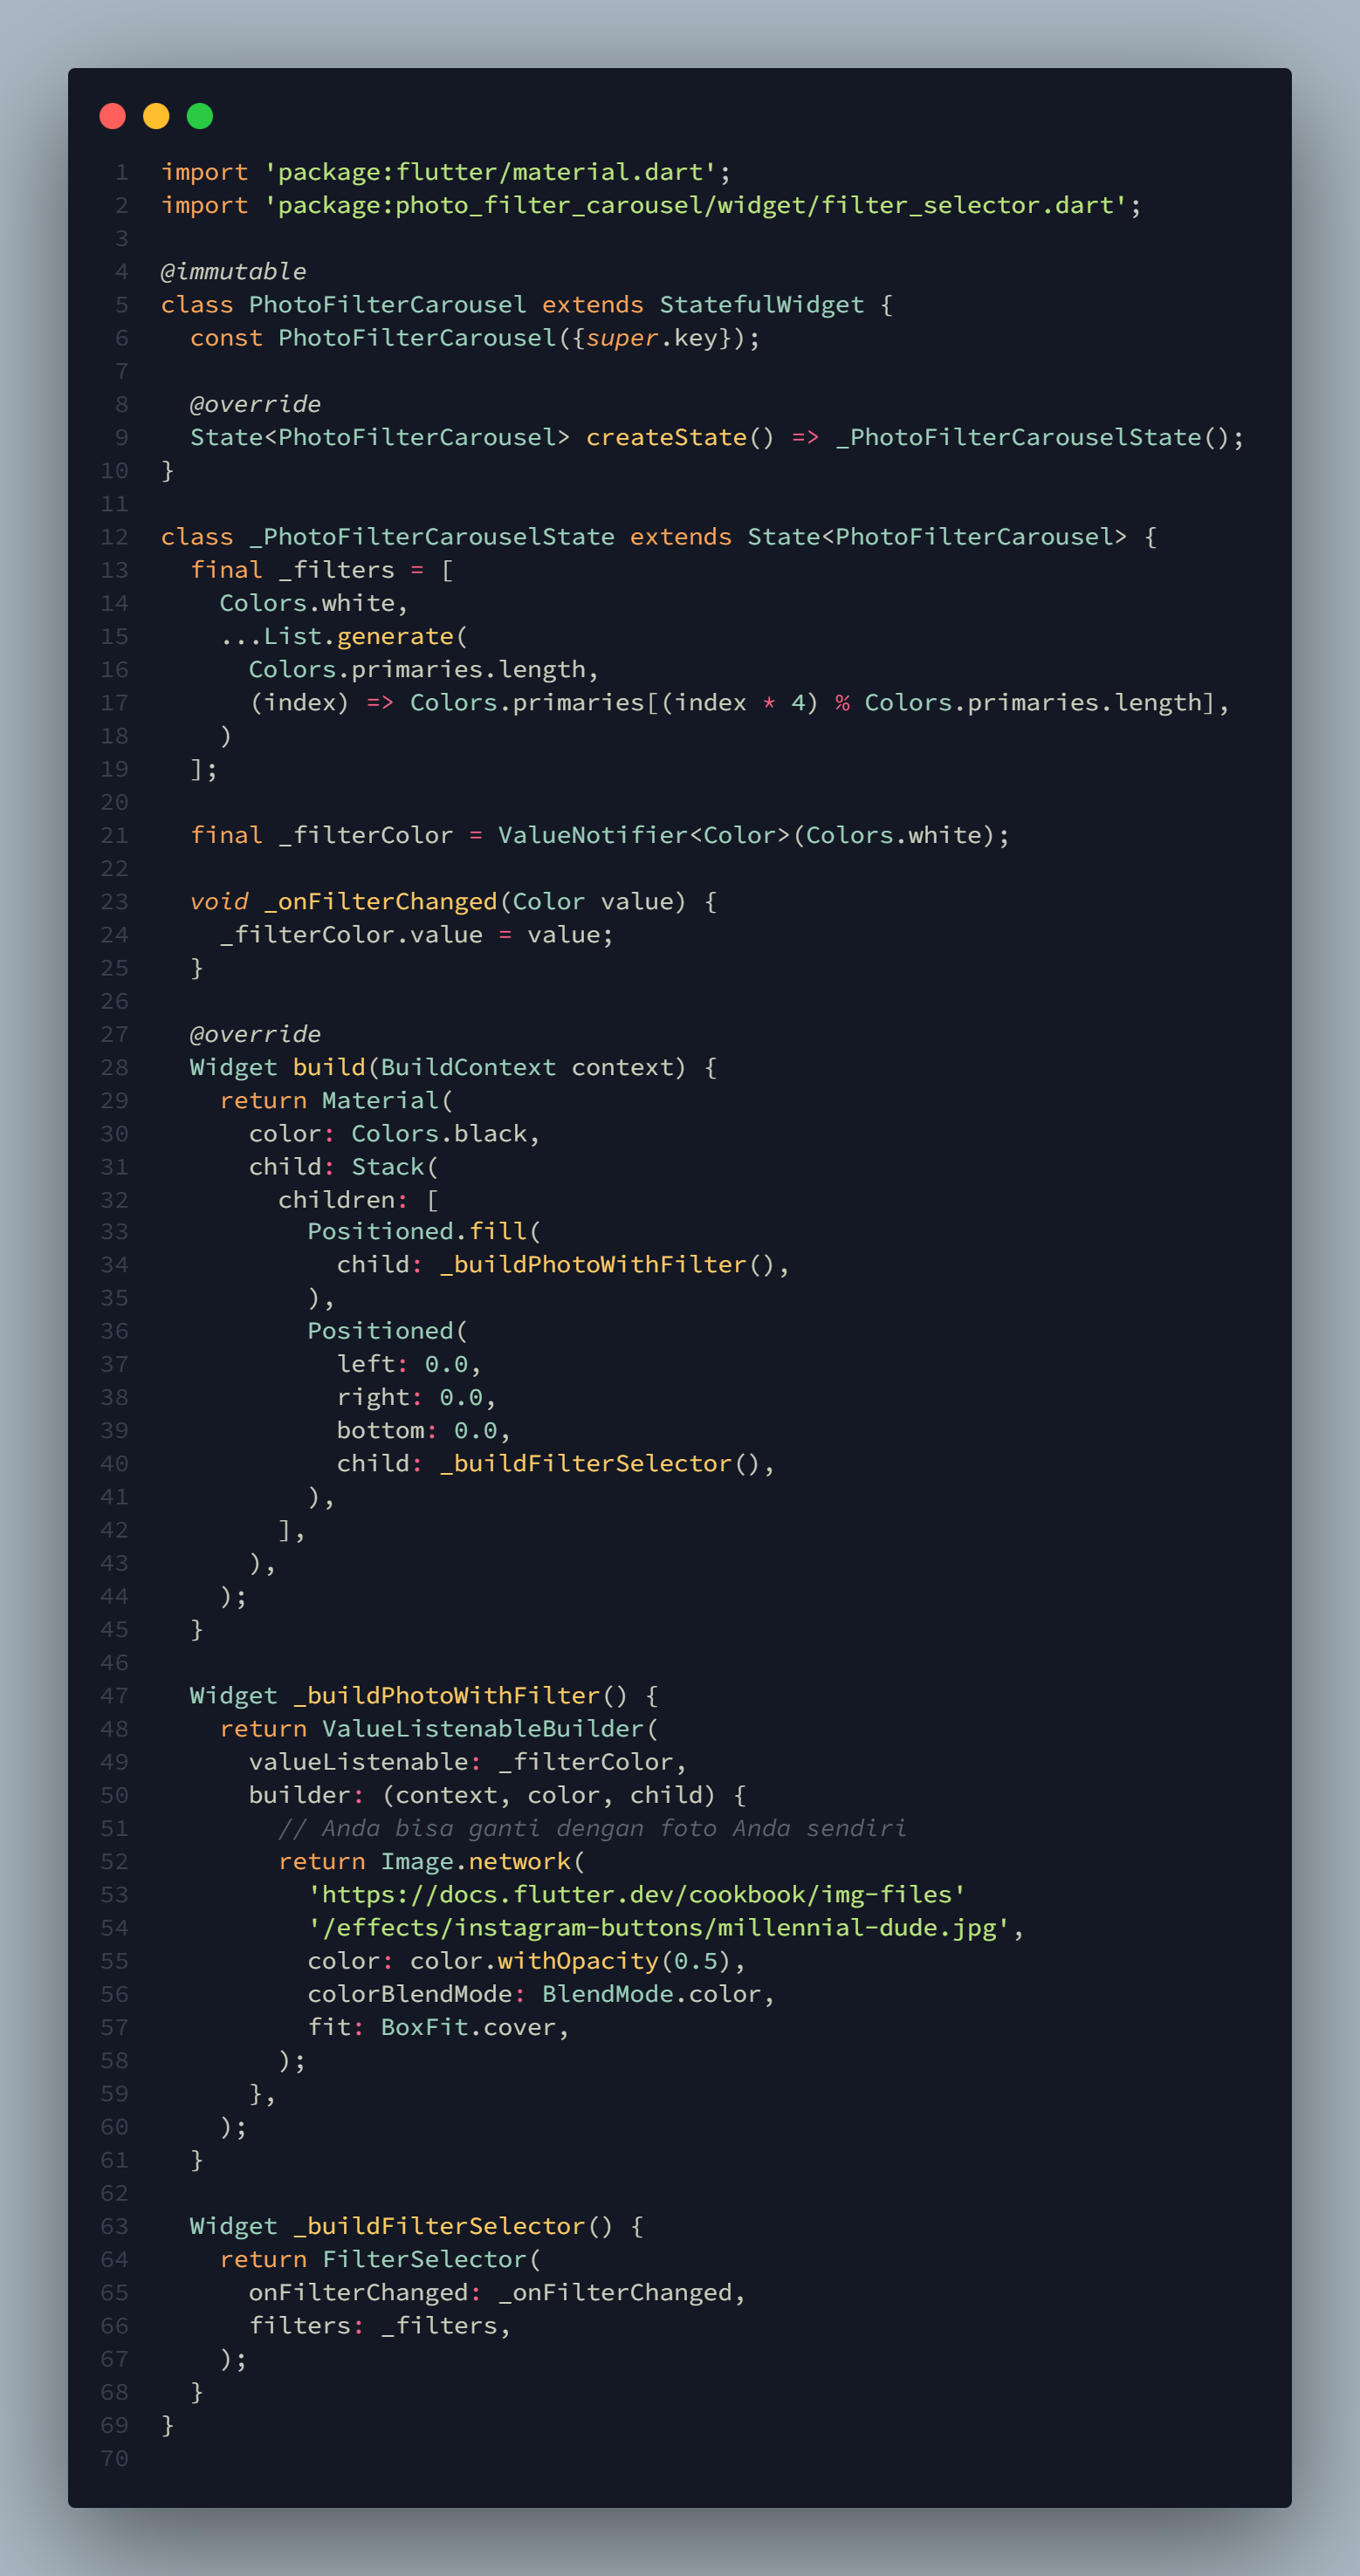 1 import 'package:flutter/material.dart';
2 import 'package:photo_filter_carousel/widget/filter_selector.dart';
3
4 @immutable
5 class PhotoFilterCarousel extends StatefulWidget {
6   const PhotoFilterCarousel({super.key});
7
8   @override
9   State<PhotoFilterCarousel> createState() => _PhotoFilterCarouselState();
10 }
11
12 class _PhotoFilterCarouselState extends State<PhotoFilterCarousel> {
13   final _filters = [
14     Colors.white,
15     ...List.generate(
16       Colors.primaries.length,
17       (index) => Colors.primaries[(index * 4) % Colors.primaries.length],
18     )
19   ];
20
21   final _filterColor = ValueNotifier<Color>(Colors.white);
22
23   void _onFilterChanged(Color value) {
24     _filterColor.value = value;
25   }
26
27   @override
28   Widget build(BuildContext context) {
29     return Material(
30       color: Colors.black,
31       child: Stack(
32         children: [
33           Positioned.fill(
34             child: _buildPhotoWithFilter(),
35           ),
36           Positioned(
37             left: 0.0,
38             right: 0.0,
39             bottom: 0.0,
40             child: _buildFilterSelector(),
41           ),
42         ],
43       ),
44     );
45   }
46
47   Widget _buildPhotoWithFilter() {
48     return ValueListenableBuilder(
49       valueListenable: _filterColor,
50       builder: (context, color, child) {
51         // Anda bisa ganti dengan foto Anda sendiri
52         return Image.network(
53           'https://docs.flutter.dev/cookbook/img-files'
54           '/effects/instagram-buttons/millennial-dude.jpg',
55           color: color.withOpacity(0.5),
56           colorBlendMode: BlendMode.color,
57           fit: BoxFit.cover,
58         );
59       },
60     );
61   }
62
63   Widget _buildFilterSelector() {
64     return FilterSelector(
65       onFilterChanged: _onFilterChanged,
66       filters: _filters,
67     );
68   }
69 }
70